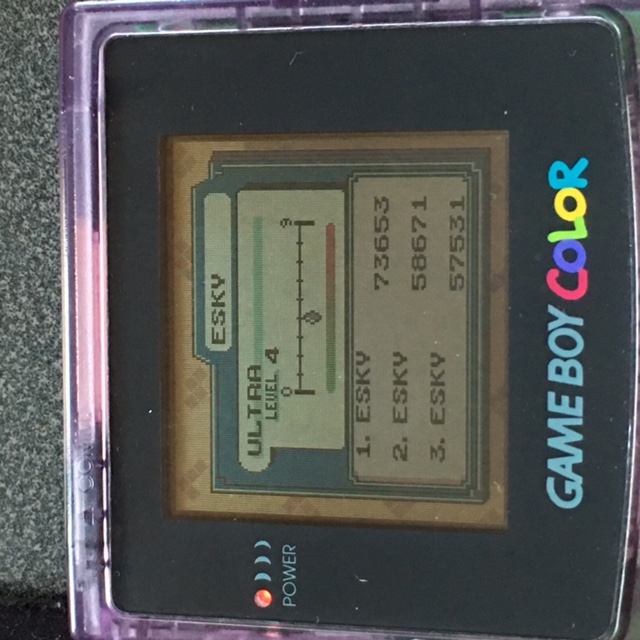 ESKY
ULTRA
LEVEL 4
0 9
1. ESKY 73653
2. ESKY 58671
3. ESKY 57531
POWER
GAME BOY COLOR